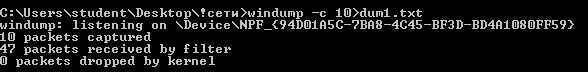 C:\Users\student\Desktop\!сети>windump -c 10>dum1.txt
windump: listening on \Device\NPF_{94D01A5C-7BA8-4C45-BF3D-BD4A1080FF59}
10 packets captured
47 packets received by filter
0 packets dropped by kernel